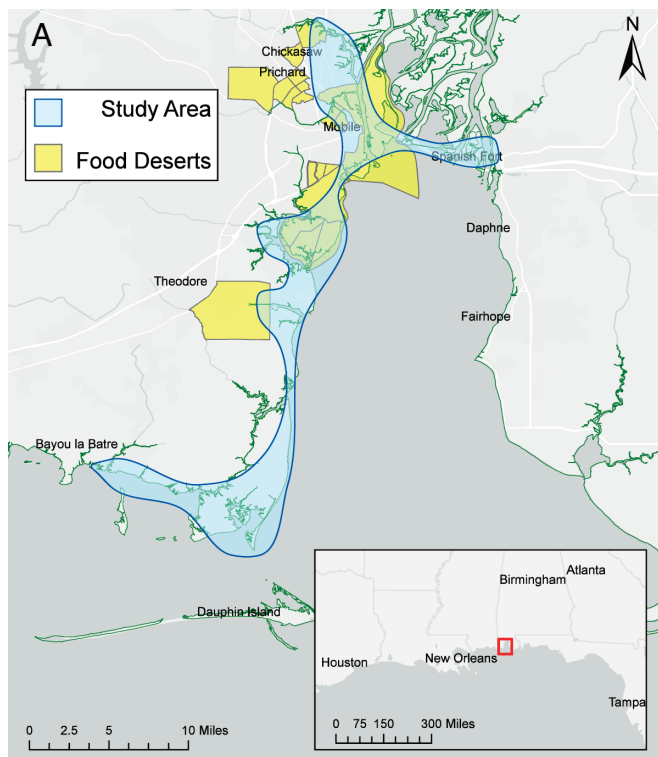 A
N
Chickasaw
Prichard
Study Area
Mobile
Food Deserts
Spanish Fort
Daphne
Theodore
Fairhope
Bayou la Batre
Atlanta
Birmingham
Dauphin Island
New Orleans
Houston
Tampa
0 2.5 5 10 Miles
0 75 150 300 Miles